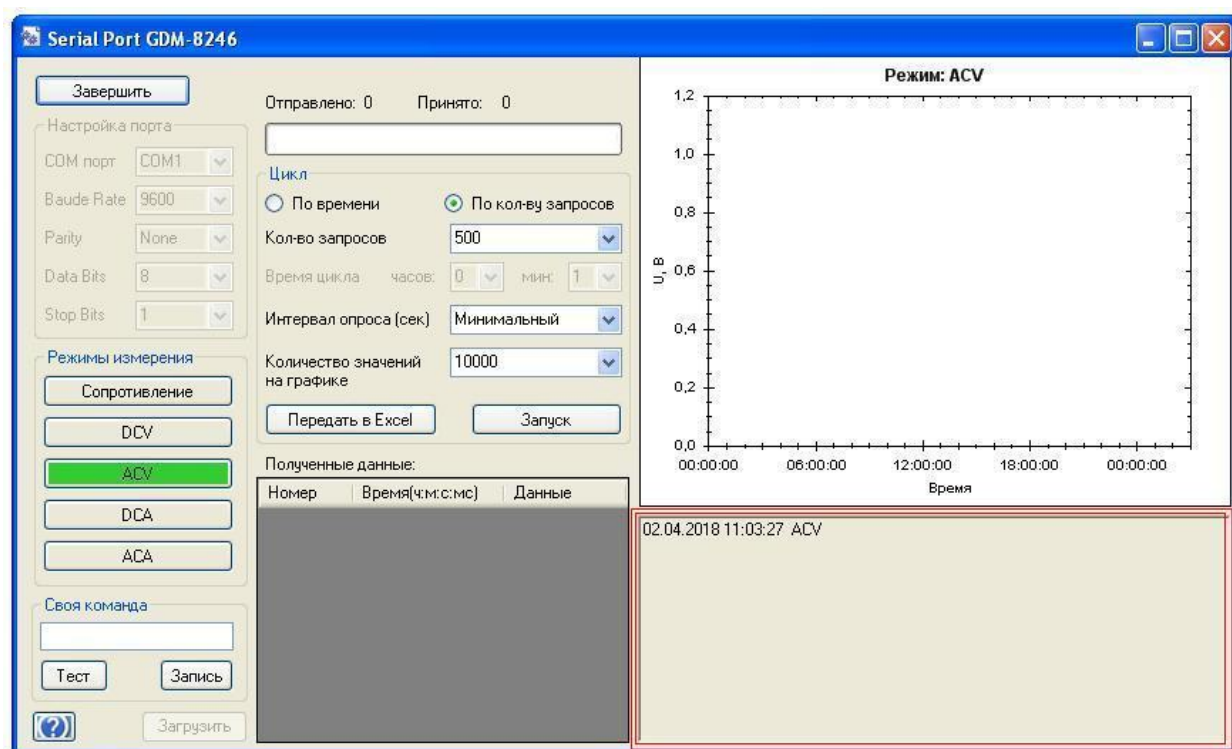 Serial Port GDM-8246
Завершить
Настройка порта
COM порт COM1
Baude Rate 9600
Parity None
Data Bits 8
Stop Bits 1
Режимы измерения
Сопротивление
DCV
ACV
DCA
ACA
Своя команда
Тест Запись
Загрузить
Отправлено: 0 Принято: 0
Цикл
По времени По кол-ву запросов
Кол-во запросов 500
Время цикла часов: 0 мин: 1
Интервал опроса (сек) Минимальный
Количество значений 10000
на графике
Передать в Excel Запуск
Полученные данные:
Номер Время(ч:м:с:мс) Данные
Режим: ACV
1,2
1,0
0,8
U, В
0,6
0,4
0,2
0,0
00:00:00 06:00:00 12:00:00 18:00:00 00:00:00
Время
02.04.2018 11:03:27 ACV